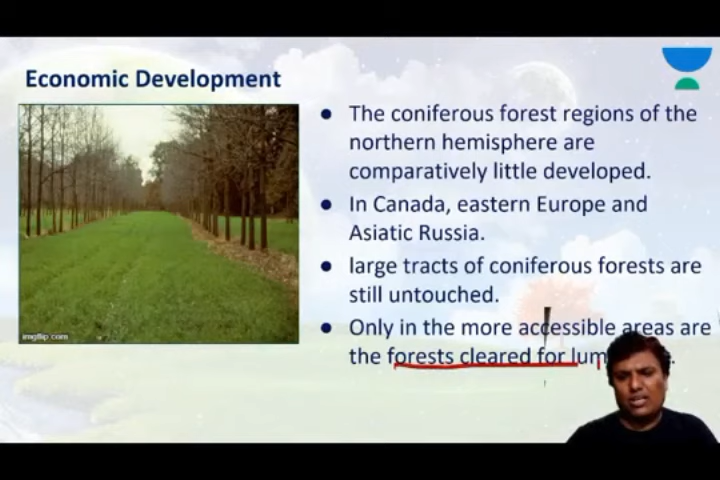 Economic Development
● The coniferous forest regions of the
northern hemisphere are
comparatively little developed.
● In Canada, eastern Europe and
Asiatic Russia.
● large tracts of coniferous forests are
still untouched.
● Only in the more accessible areas are
the forests cleared for
imgflip.com